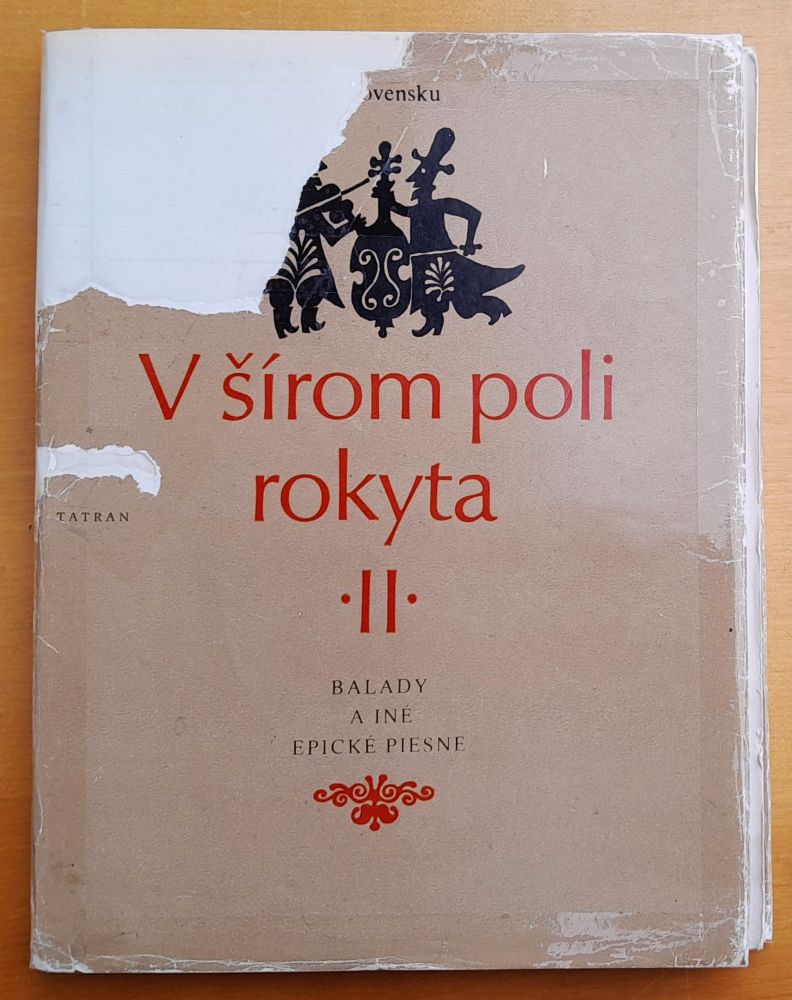 ovensku
V šírom poli
rokyta
TATRAN
·II·
BALADY
A INÉ
EPICKÉ PIESNE